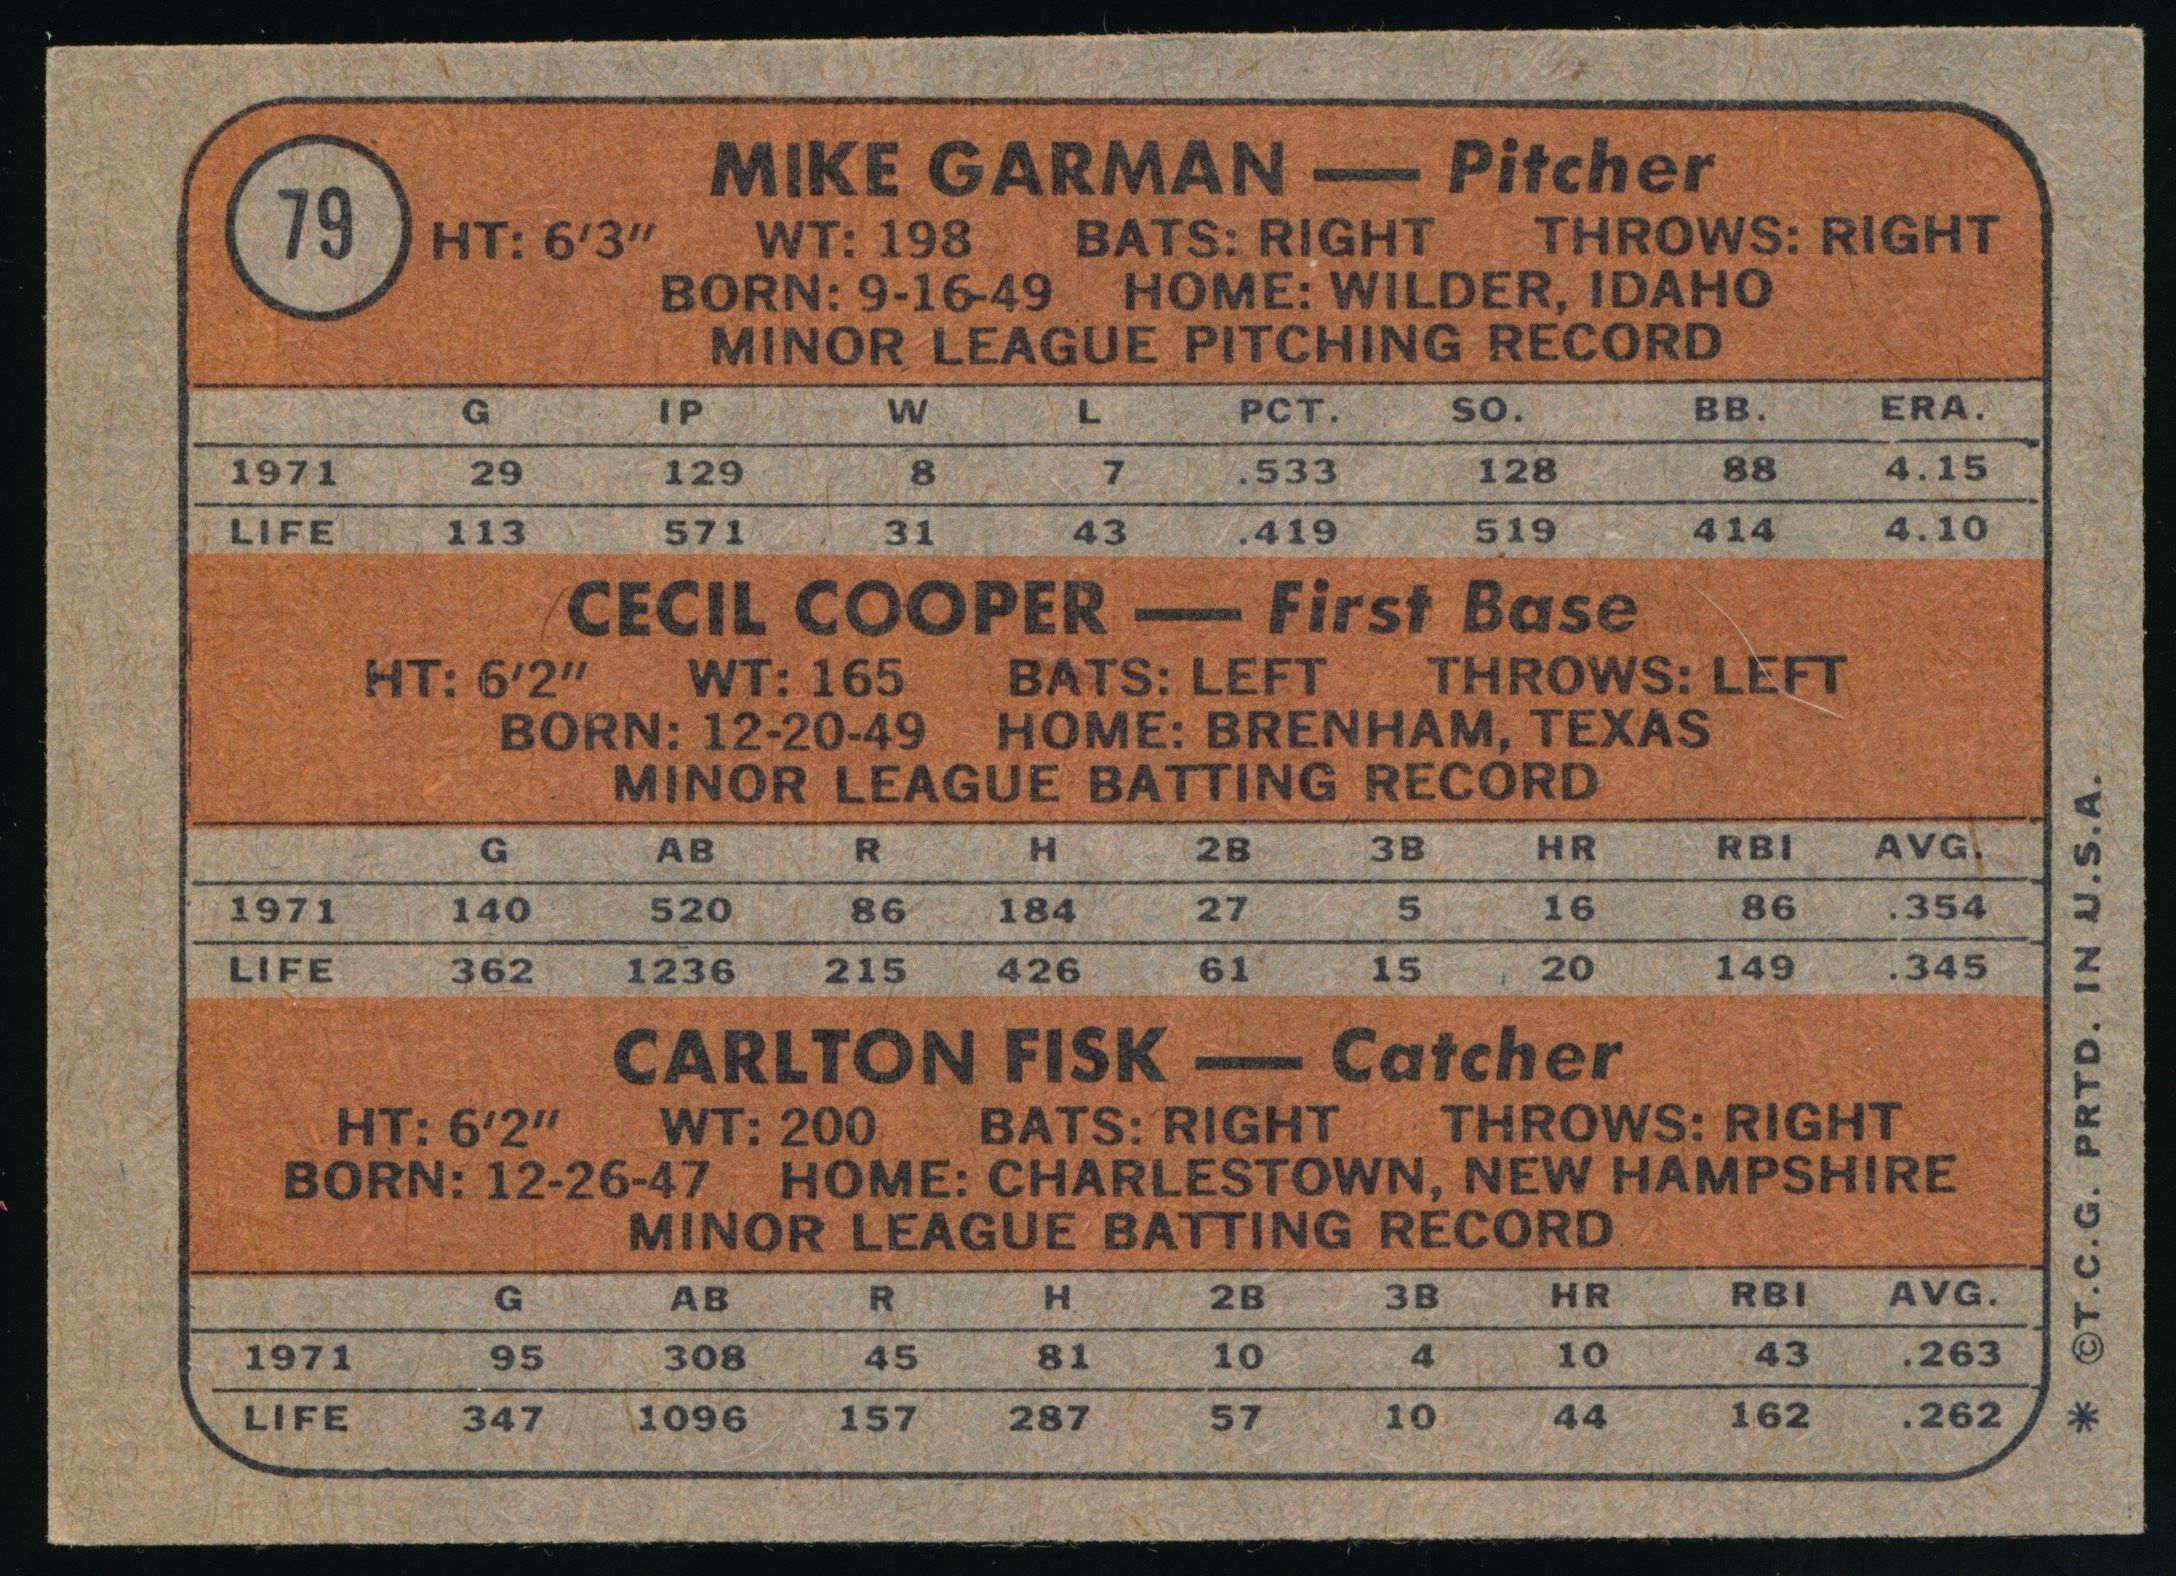 79
MIKE GARMAN — Pitcher
HT: 6'3" WT: 198 BATS: RIGHT THROWS: RIGHT
BORN: 9-16-49 HOME: WILDER, IDAHO
MINOR LEAGUE PITCHING RECORD
G IP W L PCT. SO. BB. ERA.
1971 29 129 8 7 .533 128 88 4.15
LIFE 113 571 31 43 .419 519 414 4.10
CECIL COOPER — First Base
HT: 6'2" WT: 165 BATS: LEFT THROWS: LEFT
BORN: 12-20-49 HOME: BRENHAM, TEXAS
MINOR LEAGUE BATTING RECORD
G AB R H 2B 3B HR RBI AVG.
1971 140 520 86 184 27 5 16 86 .354
LIFE 362 1236 215 426 61 15 20 149 .345
CARLTON FISK — Catcher
HT: 6'2" WT: 200 BATS: RIGHT THROWS: RIGHT
BORN: 12-26-47 HOME: CHARLESTOWN, NEW HAMPSHIRE
MINOR LEAGUE BATTING RECORD
G AB R H 2B 3B HR RBI AVG.
1971 95 308 45 81 10 4 10 43 .263
LIFE 347 1096 157 287 57 10 44 162 .262
* ©T.C.G. PRTD. IN U.S.A.